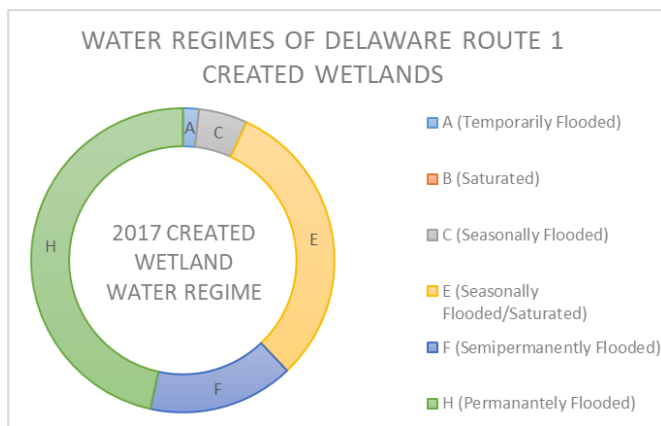 WATER REGIMES OF DELAWARE ROUTE 1
CREATED WETLANDS
A
C
E
F
H
2017 CREATED
WETLAND
WATER REGIME
A (Temporarily Flooded)
B (Saturated)
C (Seasonally Flooded)
E (Seasonally
Flooded/Saturated)
F (Semipermanently Flooded)
H (Permanantely Flooded)